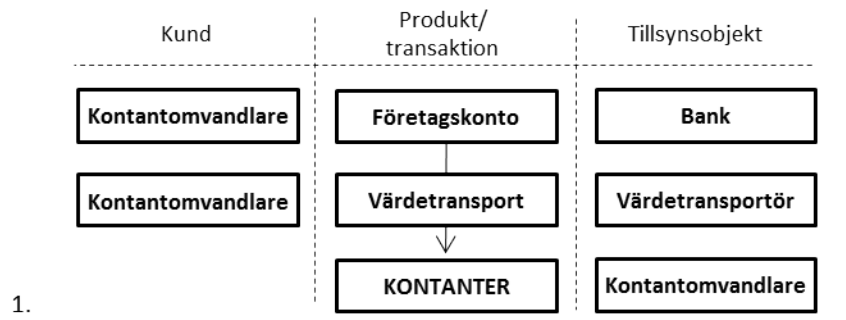 Kund
Produkt/
transaktion
Tillsynsobjekt
Kontantomvandlare
Företagskonto
Bank
Kontantomvandlare
Värdetransport
Värdetransportör
KONTANTER
Kontantomvandlare
1.